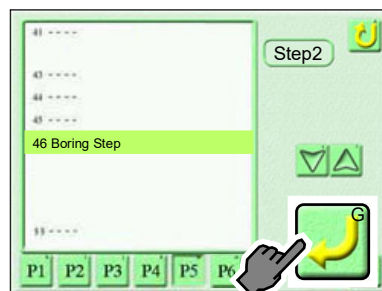 41 ----
Step2
43 ----
44 ----
45 ----
46 Boring Step
55 ----
G
P1 P2 P3 P4 P5 P6